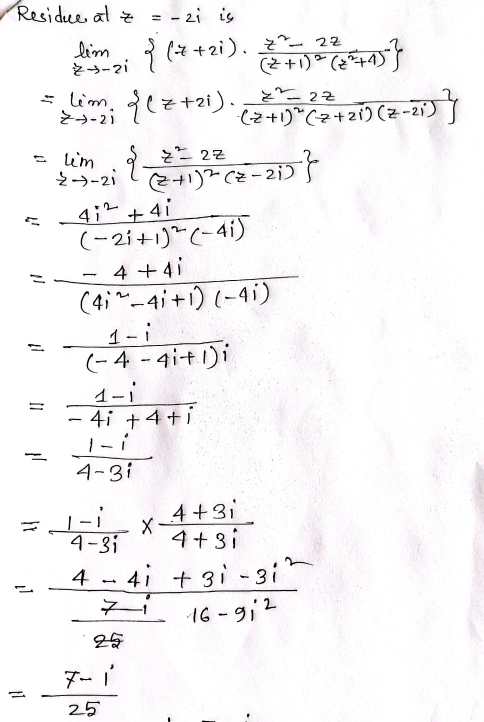 Residue at z = -2i is
lim z→-2i { (z+2i) . z² - 2z / (z+1)² (z²+4) }
= lim z→-2i { (z+2i) . z² - 2z / (z+1)² (z+2i) (z-2i) }
= lim z→-2i { z² - 2z / (z+1)² (z-2i) }
= 4i² + 4i / (-2i+1)² (-4i)
= - 4 + 4i / (4i² - 4i + 1) (-4i)
= 1 - i / (-4 - 4i + 1) i
= 1 - i / - 4i + 4 + i
= 1 - i / 4 - 3i
= 1 - i / 4 - 3i × 4 + 3i / 4 + 3i
= 4 - 4i + 3i - 3i² / 16 - 9i²
7 - i
25
= 7 - i / 25